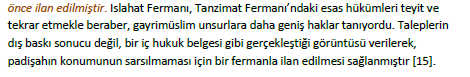 önce ilan edilmiştir. Islahat Fermanı, Tanzimat Fermanı'ndaki esas hükümleri teyit ve
tekrar etmekle beraber, gayrimüslim unsurlara daha geniş haklar tanıyordu. Taleplerin
dış baskı sonucu değil, bir iç hukuk belgesi gibi gerçekleştiği görüntüsü verilerek,
padişahın konumunun sarsılmaması için bir fermanla ilan edilmesi sağlanmıştır [15].